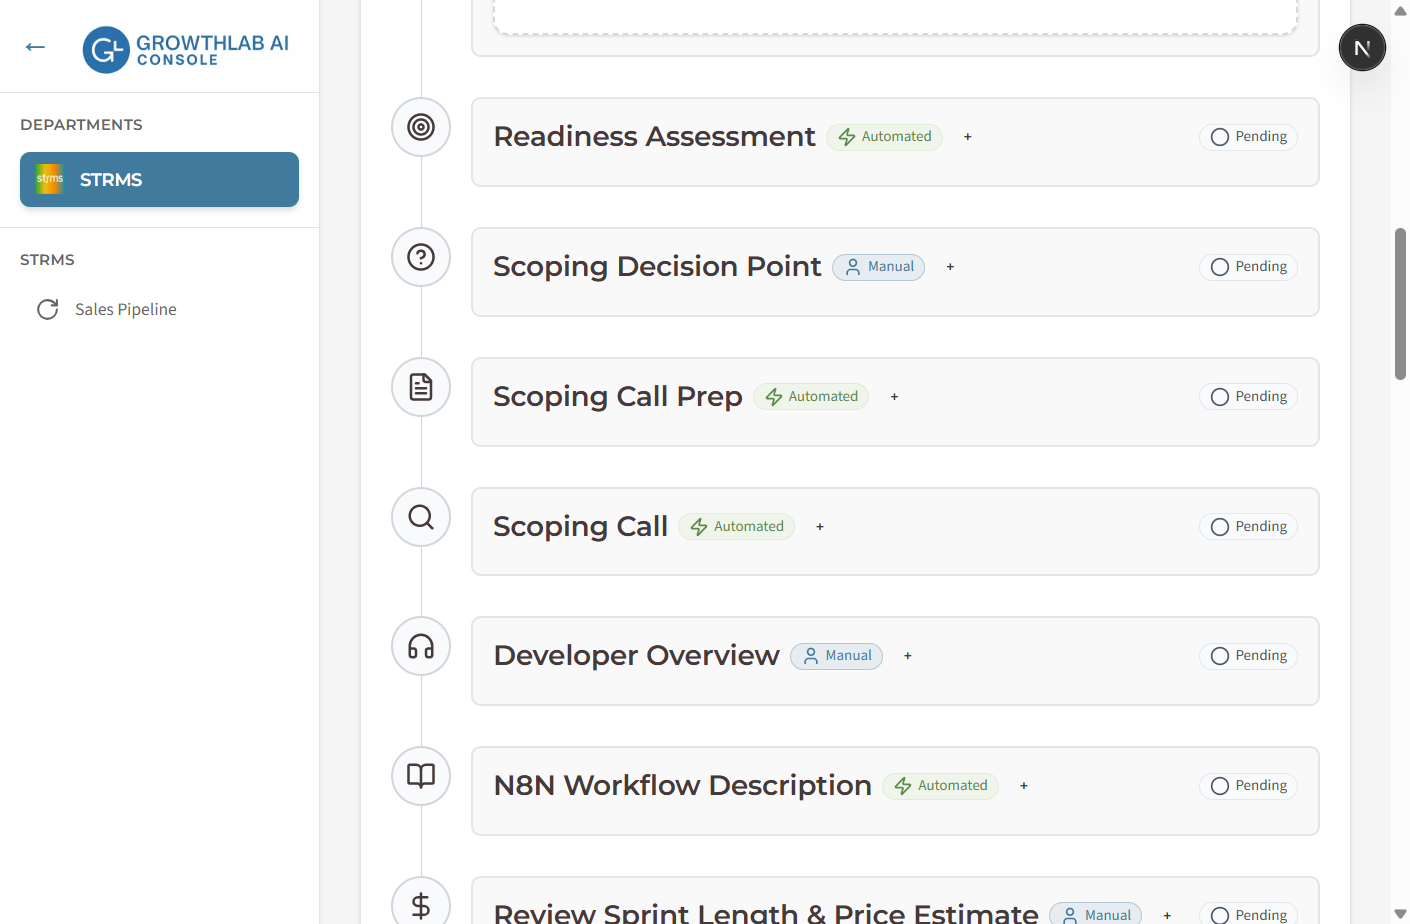 ←
GROWTHLAB AI
CONSOLE
DEPARTMENTS
strms
STRMS
STRMS
Sales Pipeline
N
Readiness Assessment Automated + Pending
Scoping Decision Point Manual + Pending
Scoping Call Prep Automated + Pending
Scoping Call Automated + Pending
Developer Overview Manual + Pending
N8N Workflow Description Automated + Pending
Review Sprint Length & Price Estimate Manual + Pending